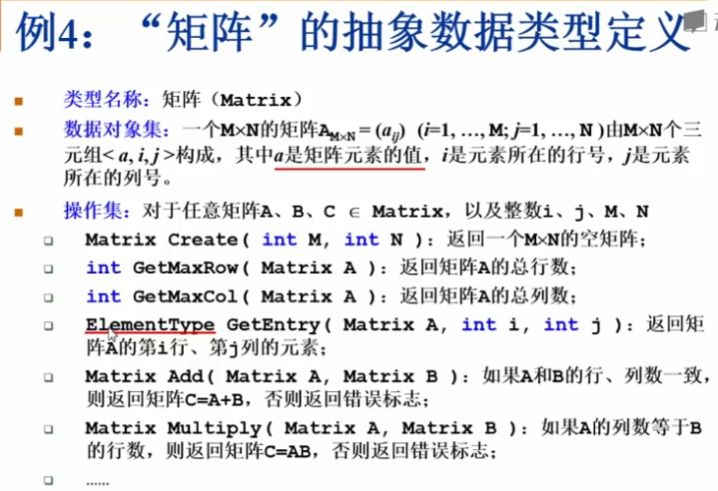 例4：“矩阵”的抽象数据类型定义
类型名称：矩阵（Matrix）
数据对象集：一个M×N的矩阵AM×N = (aij) (i=1, …, M; j=1, …, N )由M×N个三
元组< a, i, j >构成，其中a是矩阵元素的值，i是元素所在的行号，j是元素
所在的列号。
操作集：对于任意矩阵A、B、C ∈ Matrix，以及整数i、j、M、N
Matrix Create( int M, int N )：返回一个M×N的空矩阵；
int GetMaxRow( Matrix A )：返回矩阵A的总行数；
int GetMaxCol( Matrix A )：返回矩阵A的总列数；
ElementType GetEntry( Matrix A, int i, int j )：返回矩
阵A的第i行、第j列的元素；
Matrix Add( Matrix A, Matrix B )：如果A和B的行、列数一致，
则返回矩阵C=A+B，否则返回错误标志；
Matrix Multiply( Matrix A, Matrix B )：如果A的列数等于B
的行数，则返回矩阵C=AB，否则返回错误标志；
……